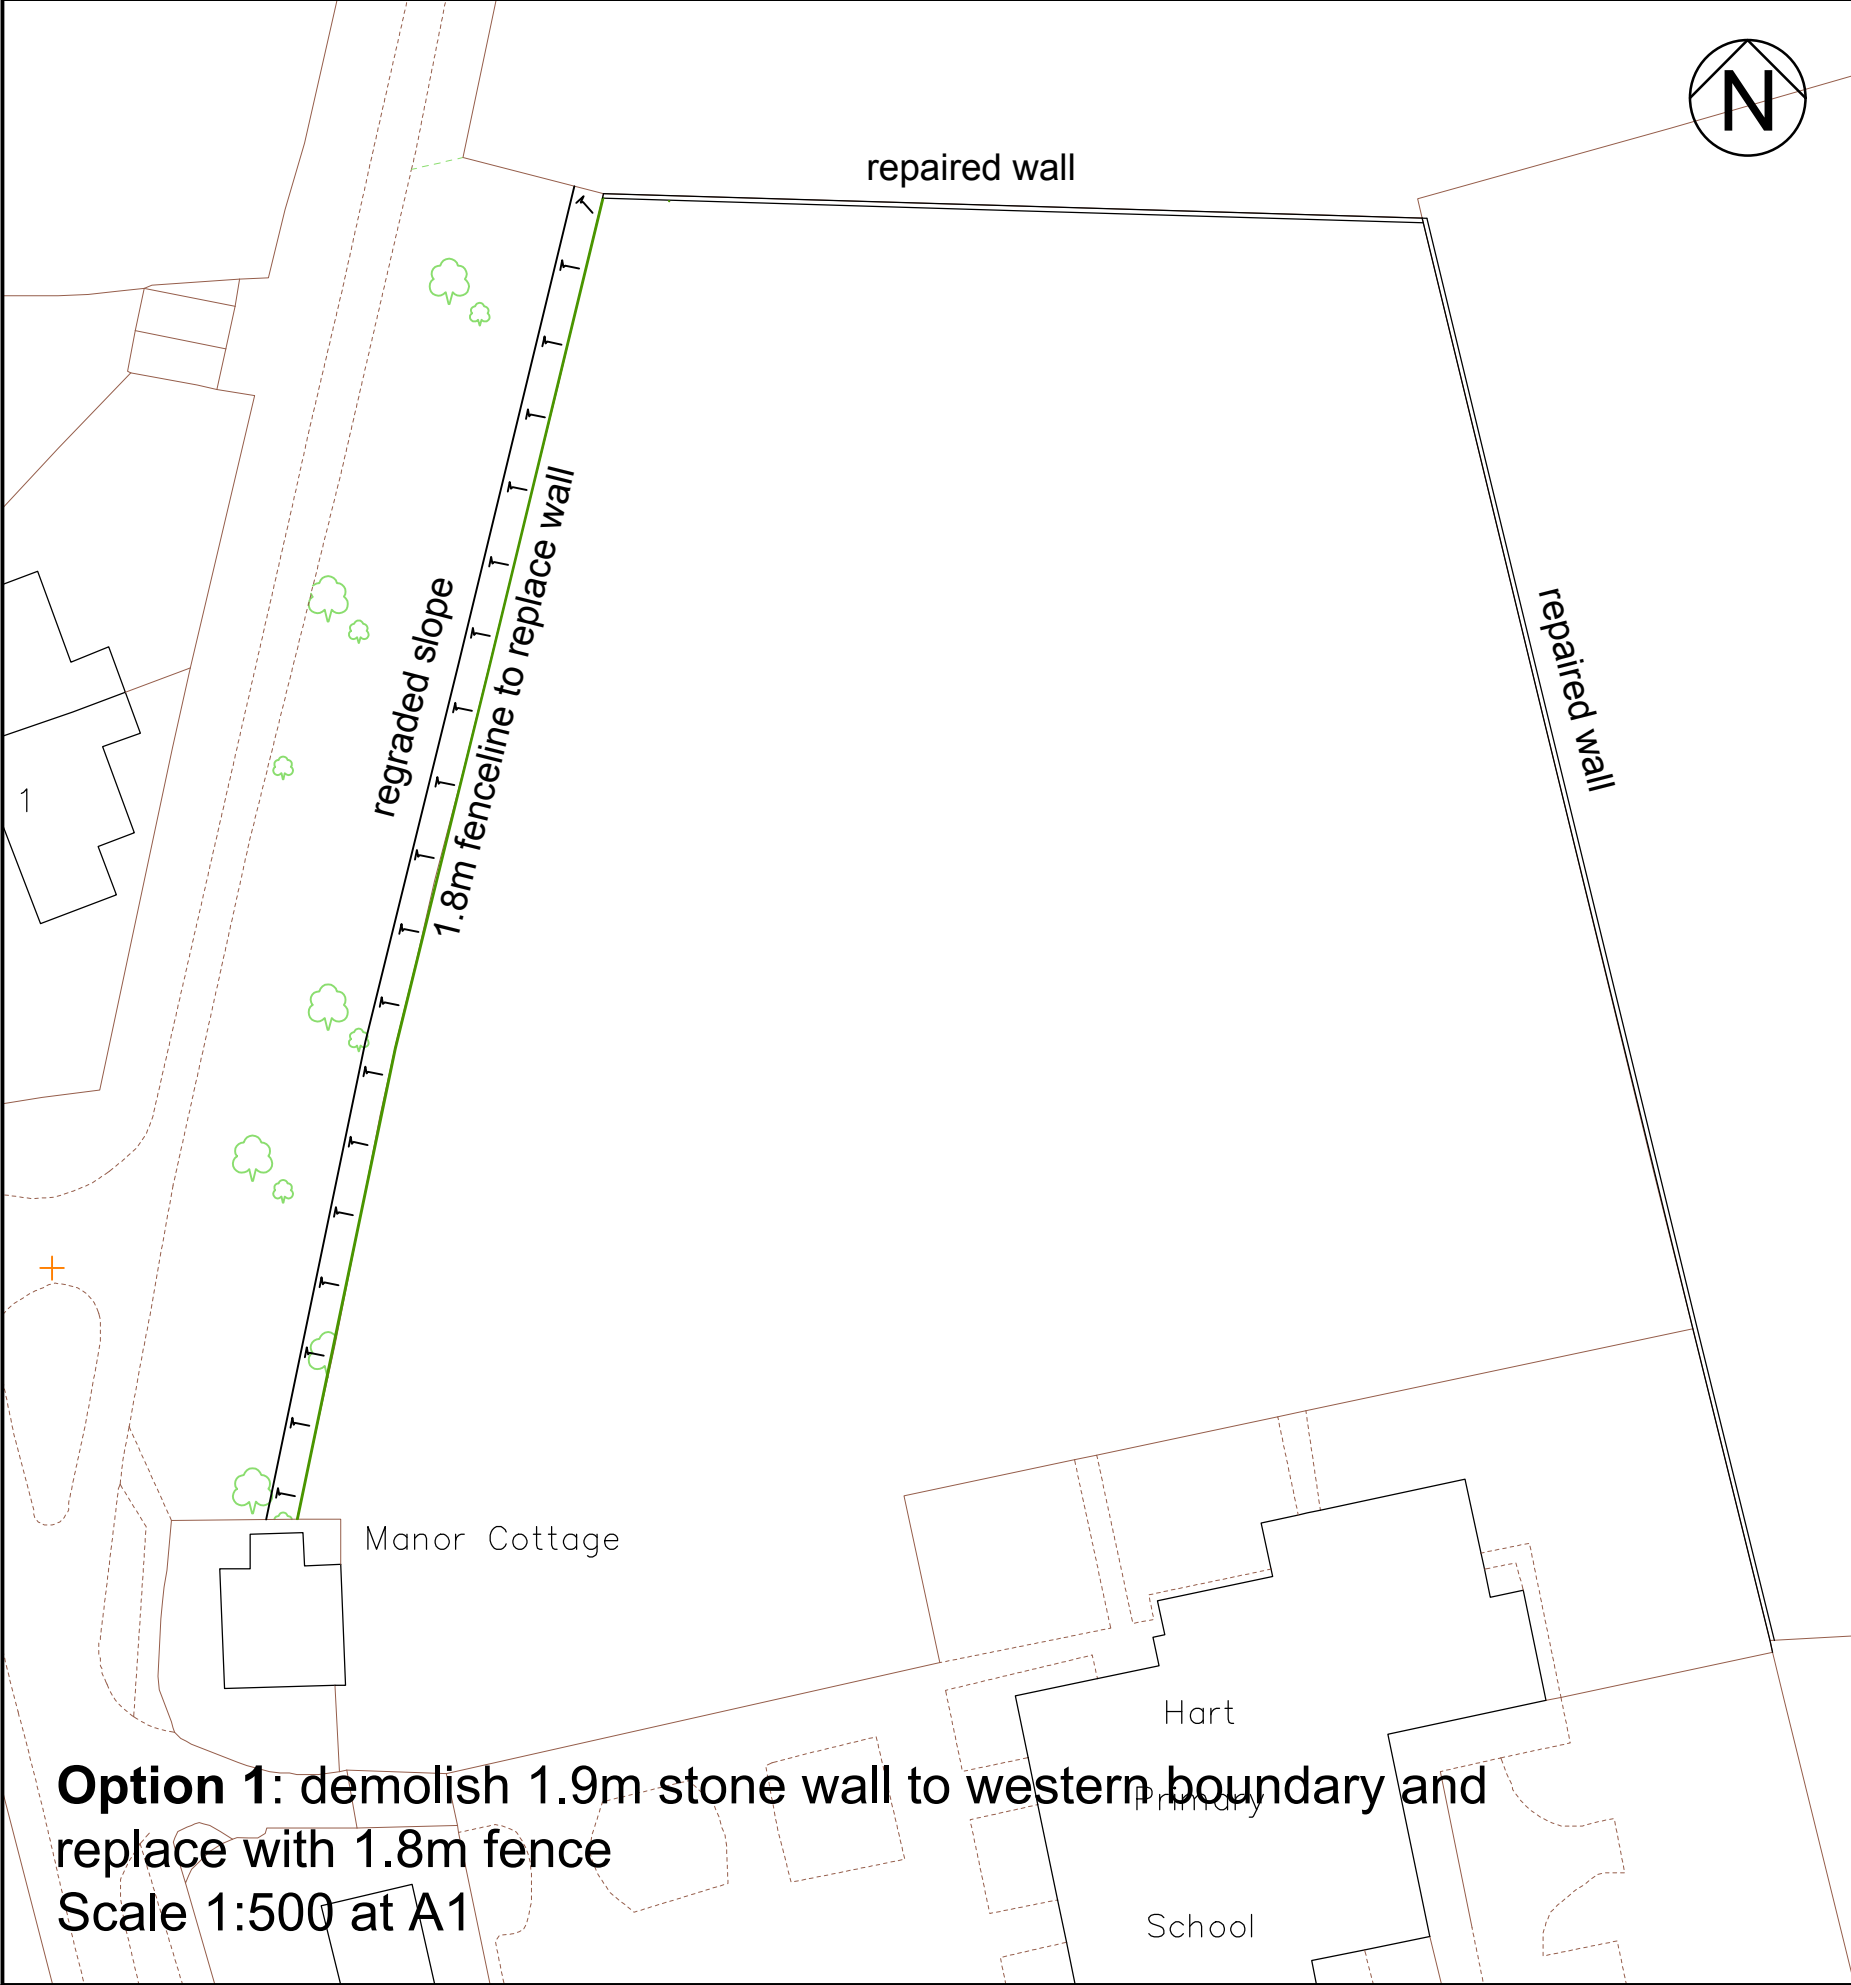 N
repaired wall
regraded slope
1.8m fenceline to replace wall
repaired wall
1
Manor Cottage
Hart
Primary
School
Option 1: demolish 1.9m stone wall to western boundary and
replace with 1.8m fence
Scale 1:500 at A1